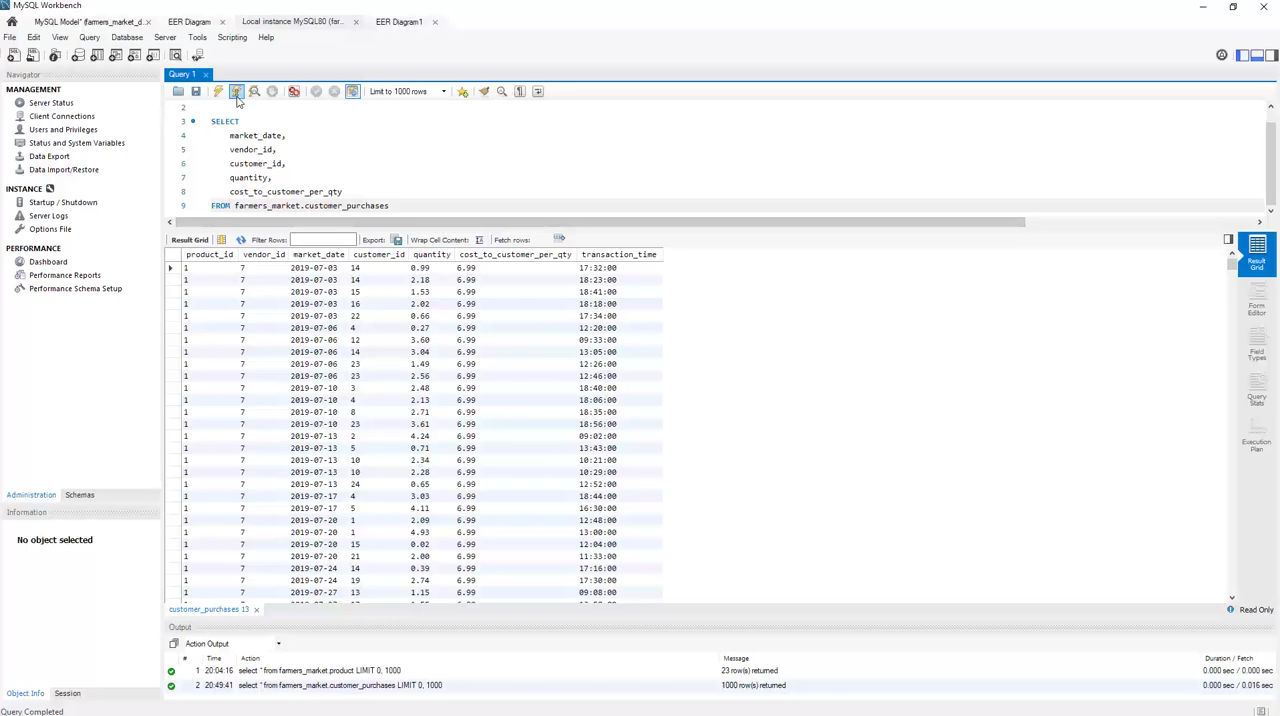 MySQL Workbench
MySQL Model* (farmers_market_d... × EER Diagram × Local instance MySQL80 (far... × EER Diagram1 ×
File Edit View Query Database Server Tools Scripting Help
Navigator
MANAGEMENT
Server Status
Client Connections
Users and Privileges
Status and System Variables
Data Export
Data Import/Restore
INSTANCE
Startup / Shutdown
Server Logs
Options File
PERFORMANCE
Dashboard
Performance Reports
Performance Schema Setup
Administration Schemas
Information
No object selected
Object Info Session
Query Completed
Query 1 ×
Limit to 1000 rows
2
3 SELECT
4 market_date,
5 vendor_id,
6 customer_id,
7 quantity,
8 cost_to_customer_per_qty
9 FROM farmers_market.customer_purchases
Result Grid Filter Rows: Export: Wrap Cell Content: Fetch rows:
product_id vendor_id market_date customer_id quantity cost_to_customer_per_qty transaction_time
1 7 2019-07-03 14 0.99 6.99 17:32:00
1 7 2019-07-03 14 2.18 6.99 18:23:00
1 7 2019-07-03 15 1.53 6.99 18:41:00
1 7 2019-07-03 16 2.02 6.99 18:18:00
1 7 2019-07-03 22 0.66 6.99 17:34:00
1 7 2019-07-06 4 0.27 6.99 12:20:00
1 7 2019-07-06 12 3.60 6.99 09:33:00
1 7 2019-07-06 14 3.04 6.99 13:05:00
1 7 2019-07-06 23 1.49 6.99 12:26:00
1 7 2019-07-06 23 2.56 6.99 12:46:00
1 7 2019-07-10 3 2.48 6.99 18:40:00
1 7 2019-07-10 4 2.13 6.99 18:06:00
1 7 2019-07-10 8 2.71 6.99 18:35:00
1 7 2019-07-10 23 3.61 6.99 18:56:00
1 7 2019-07-13 2 4.24 6.99 09:02:00
1 7 2019-07-13 5 0.71 6.99 13:43:00
1 7 2019-07-13 10 2.34 6.99 10:21:00
1 7 2019-07-13 10 2.28 6.99 10:29:00
1 7 2019-07-13 24 0.65 6.99 12:52:00
1 7 2019-07-17 4 3.03 6.99 18:44:00
1 7 2019-07-17 5 4.11 6.99 16:30:00
1 7 2019-07-20 1 2.09 6.99 12:48:00
1 7 2019-07-20 1 4.93 6.99 13:00:00
1 7 2019-07-20 15 0.02 6.99 12:04:00
1 7 2019-07-20 21 2.00 6.99 11:33:00
1 7 2019-07-24 14 0.39 6.99 17:16:00
1 7 2019-07-24 19 2.74 6.99 17:30:00
1 7 2019-07-27 13 1.15 6.99 09:08:00
Result Grid
Form Editor
Field Types
Query Stats
Execution Plan
customer_purchases 13 ×
Read Only
Output
Action Output
# Time Action Message Duration / Fetch
1 20:04:16 select * from farmers_market.product LIMIT 0, 1000 23 row(s) returned 0.000 sec / 0.000 sec
2 20:49:41 select * from farmers_market.customer_purchases LIMIT 0, 1000 1000 row(s) returned 0.000 sec / 0.016 sec